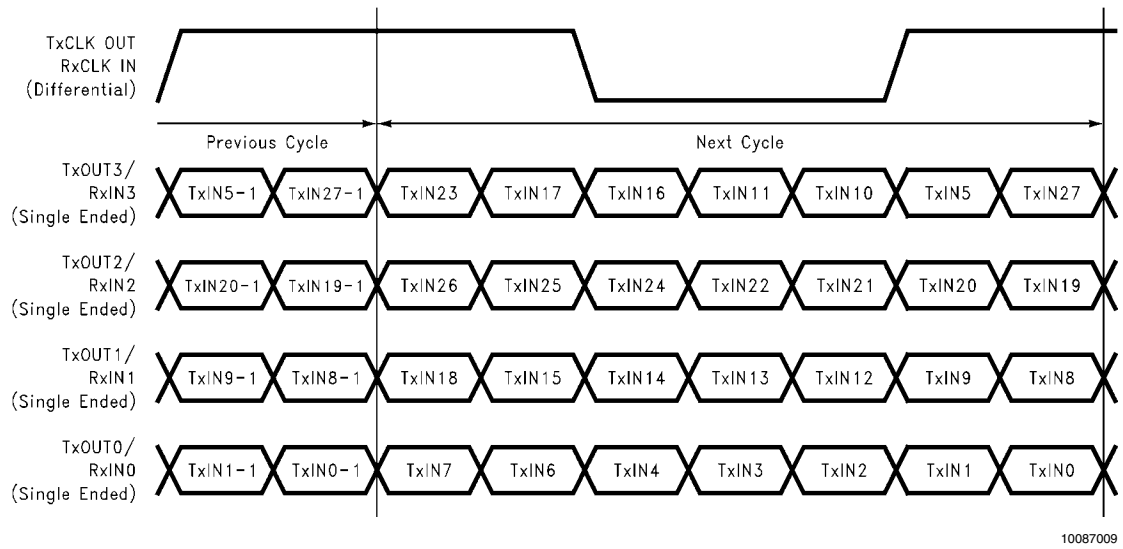 TxCLK OUT
RxCLK IN
(Differential)
Previous Cycle
Next Cycle
TxOUT3/
RxIN3
(Single Ended)
TxIN5-1 TxIN27-1 TxIN23 TxIN17 TxIN16 TxIN11 TxIN10 TxIN5 TxIN27
TxOUT2/
RxIN2
(Single Ended)
TxIN20-1 TxIN19-1 TxIN26 TxIN25 TxIN24 TxIN22 TxIN21 TxIN20 TxIN19
TxOUT1/
RxIN1
(Single Ended)
TxIN9-1 TxIN8-1 TxIN18 TxIN15 TxIN14 TxIN13 TxIN12 TxIN9 TxIN8
TxOUT0/
RxIN0
(Single Ended)
TxIN1-1 TxIN0-1 TxIN7 TxIN6 TxIN4 TxIN3 TxIN2 TxIN1 TxIN0
10087009